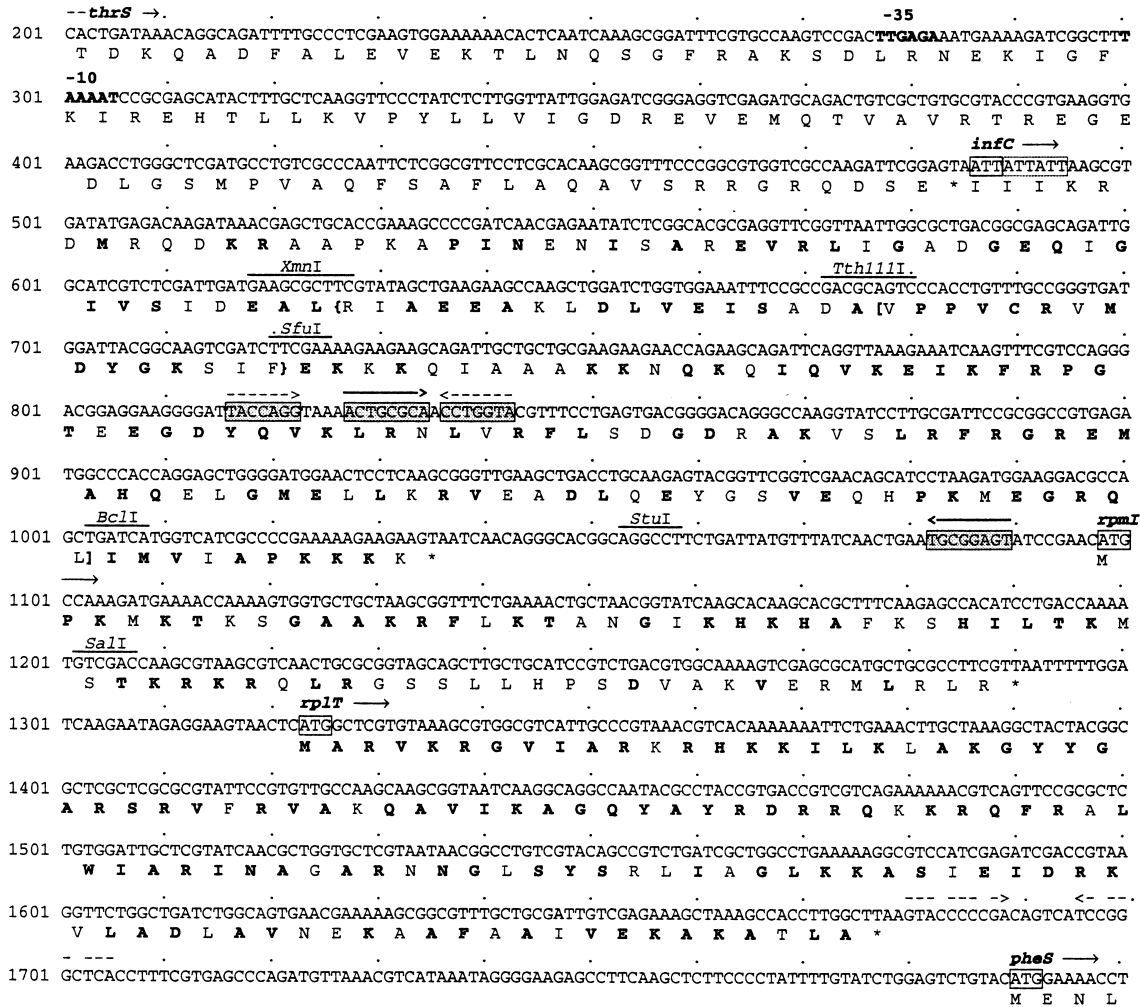 --thrS →
-35
201 CACTGATAAACAGGCAGATTTTGCCCTCGAAGTGGAAAAAACACTCAATCAAAGCGGATTTCGTGCCAAGTCCGACTTGAGAAATGAAAAGATCGGCTTT
T D K Q A D F A L E V E K T L N Q S G F R A K S D L R N E K I G F
-10
301 AAAATCCGCGAGCATACTTTGCTCAAGGTTCCCTATCTCTTGGTTATTGGAGATCGGGAGGTCGAGATGCAGACTGTCGCTGTGCGTACCCGTGAAGGTG
K I R E H T L L K V P Y L L V I G D R E V E M Q T V A V R T R E G E
infC →
401 AAGACCTGGGCTCGATGCCTGTCGCCCAATTCTCGGCGTTCCTCGCACAAGCGGTTTCCCGGCGTGGTCGCCAAGATTCGGAGTAATTATTATTAAGCGT
D L G S M P V A Q F S A F L A Q A V S R R G R Q D S E * I I I K R
501 GATATGAGACAAGATAAACGAGCTGCACCGAAAGCCCCGATCAACGAGAATATCTCGGCACGCGAGGTTCGGTTAATTGGCGCTGACGGCGAGCAGATTG
D M R Q D K R A A P K A P I N E N I S A R E V R L I G A D G E Q I G
XmnI
Tth111I.
601 GCATCGTCTCGATTGATGAAGCGCTTCGTATAGCTGAAGAAGCCAAGCTGGATCTGGTGGAAATTTCCGCCGACGCAGTCCCACCTGTTTGCCGGGTGAT
I V S I D E A L {R I A E E A K L D L V E I S A D A [V P P V C R V M
SfuI
701 GGATTACGGCAAGTCGATCTTCGAAAAGAAGAAGCAGATTGCTGCTGCGAAGAAGAACCAGAAGCAGATTCAGGTTAAAGAAATCAAGTTTCGTCCAGGG
D Y G K S I F} E K K K Q I A A A K K N Q K Q I Q V K E I K F R P G
801 ACGGAGGAAGGGGATTACCAGGTAAAACTGCGCAACCTGGTACGTTTCCTGAGTGACGGGGACAGGGCCAAGGTATCCTTGCGATTCCGCGGCCGTGAGA
T E E G D Y Q V K L R N L V R F L S D G D R A K V S L R F R G R E M
901 TGGCCCACCAGGAGCTGGGGATGGAACTCCTCAAGCGGGTTGAAGCTGACCTGCAAGAGTACGGTTCGGTCGAACAGCATCCTAAGATGGAAGGACGCCA
A H Q E L G M E L L K R V E A D L Q E Y G S V E Q H P K M E G R Q
BclI
StuI
rpmI
1001 GCTGATCATGGTCATCGCCCCGAAAAAGAAGAAGTAATCAACAGGGCACGGCAGGCCTTCTGATTATGTTTATCAACTGAATGCGGAGTATCCGAACATG
L] I M V I A P K K K K * M
→
1101 CCAAAGATGAAAACCAAAAGTGGTGCTGCTAAGCGGTTTCTGAAAACTGCTAACGGTATCAAGCACAAGCACGCTTTCAAGAGCCACATCCTGACCAAAA
P K M K T K S G A A K R F L K T A N G I K H K H A F K S H I L T K M
SalI
1201 TGTCGACCAAGCGTAAGCGTCAACTGCGCGGTAGCAGCTTGCTGCATCCGTCTGACGTGGCAAAAGTCGAGCGCATGCTGCGCCTTCGTTAATTTTTGGA
S T K R K R Q L R G S S L L H P S D V A K V E R M L R L R *
rplT →
1301 TCAAGAATAGAGGAAGTAACTCATGGCTCGTGTAAAGCGTGGCGTCATTGCCCGTAAACGTCACAAAAAAATTCTGAAACTTGCTAAAGGCTACTACGGC
M A R V K R G V I A R K R H K K I L K L A K G Y Y G
1401 GCTCGCTCGCGCGTATTCCGTGTTGCCAAGCAAGCGGTAATCAAGGCAGGCCAATACGCCTACCGTGACCGTCGTCAGAAAAAACGTCAGTTCCGCGCTC
A R S R V F R V A K Q A V I K A G Q Y A Y R D R R Q K K R Q F R A L
1501 TGTGGATTGCTCGTATCAACGCTGGTGCTCGTAATAACGGCCTGTCGTACAGCCGTCTGATCGCTGGCCTGAAAAAGGCGTCCATCGAGATCGACCGTAA
W I A R I N A G A R N N G L S Y S R L I A G L K K A S I E I D R K
1601 GGTTCTGGCTGATCTGGCAGTGAACGAAAAAGCGGCGTTTGCTGCGATTGTCGAGAAAGCTAAAGCCACCTTGGCTTAAGTACCCCCGACAGTCATCCGG
V L A D L A V N E K A A F A A I V E K A K A T L A *
pheS →
1701 GCTCACCTTTCGTGAGCCCAGATGTTAAACGTCATAAATAGGGGAAGAGCCTTCAAGCTCTTCCCCTATTTTGTATCTGGAGTCTGTACATGGAAAACCT
M E N L